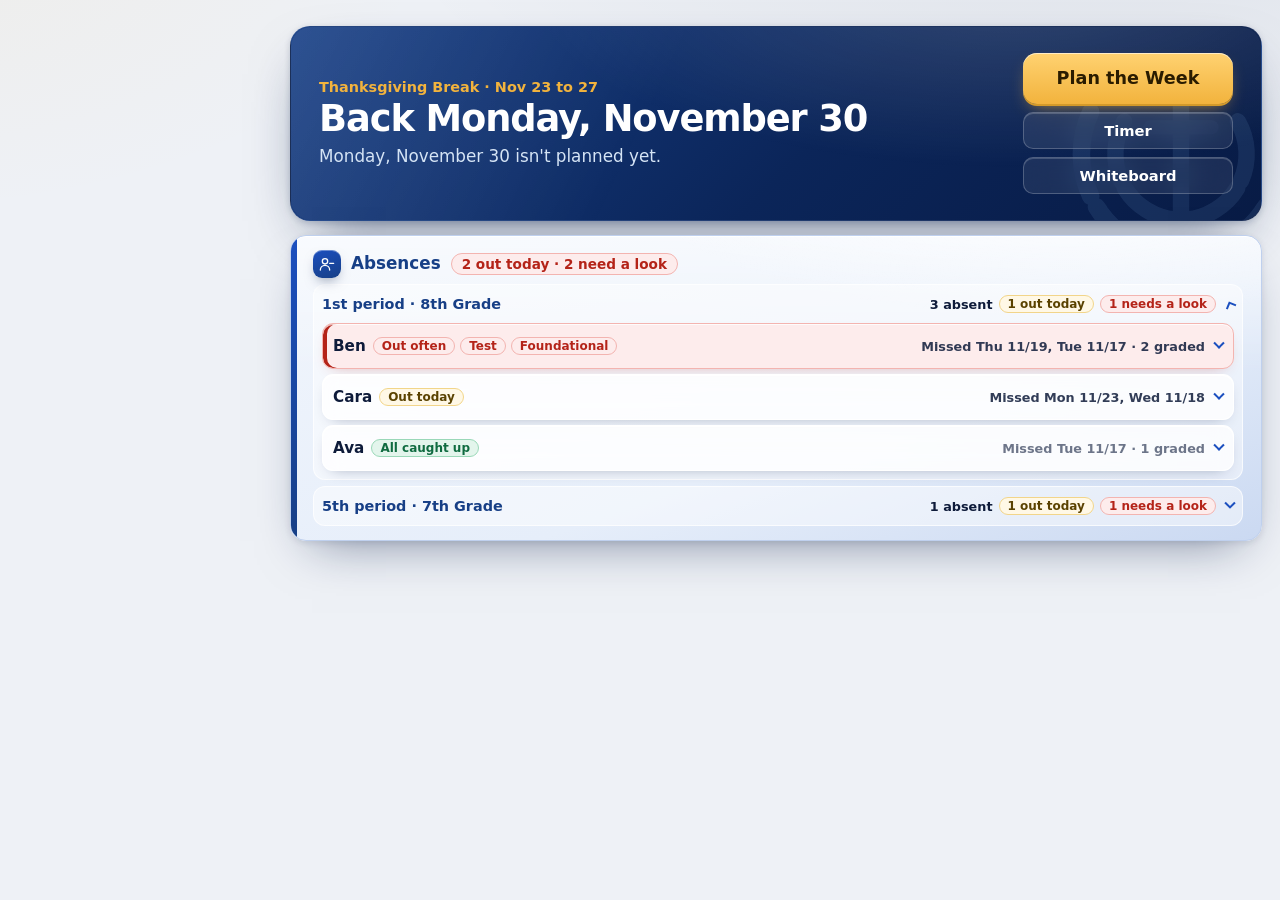 Thanksgiving Break · Nov 23 to 27
Back Monday, November 30
Monday, November 30 isn't planned yet.
Plan the Week
Timer
Whiteboard
Absences 2 out today · 2 need a look
1st period · 8th Grade 3 absent 1 out today 1 needs a look
Ben Out often Test Foundational Missed Thu 11/19, Tue 11/17 · 2 graded
Cara Out today Missed Mon 11/23, Wed 11/18
Ava All caught up Missed Tue 11/17 · 1 graded
5th period · 7th Grade 1 absent 1 out today 1 needs a look